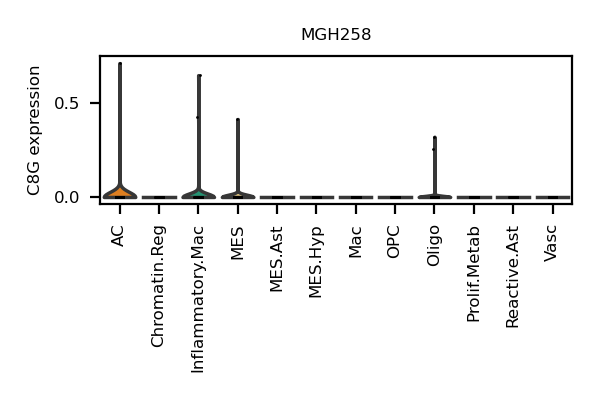 MGH258
C8G expression
0.5
0.0
AC
Chromatin.Reg
Inflammatory.Mac
MES
MES.Ast
MES.Hyp
Mac
OPC
Oligo
Prolif.Metab
Reactive.Ast
Vasc